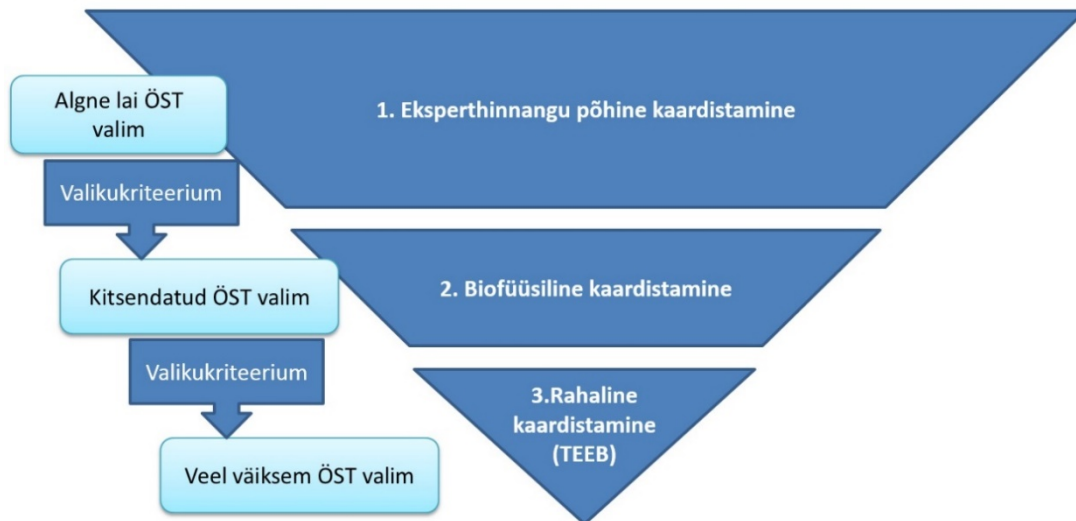 Algne lai ÖST
valim
1. Eksperthinnangu põhine kaardistamine
Valikukriteerium
Kitsendatud ÖST valim
2. Biofüüsiline kaardistamine
Valikukriteerium
3.Rahaline
kaardistamine
(TEEB)
Veel väiksem ÖST valim